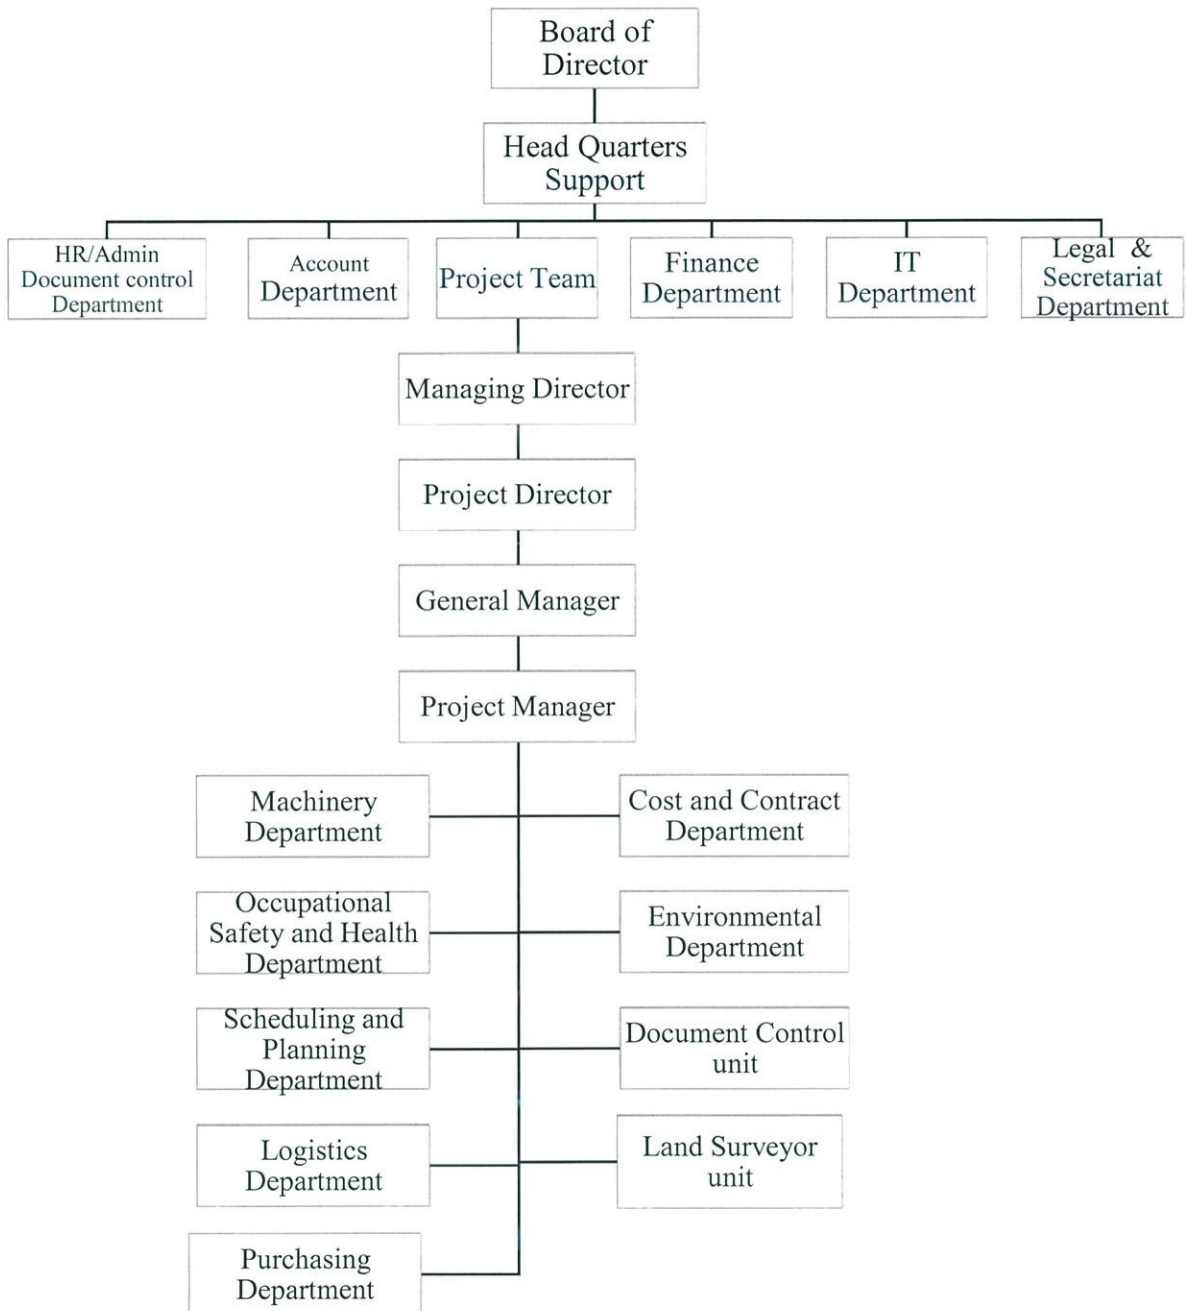 Board of
Director
Head Quarters
Support
HR/Admin
Document control
Department
Account
Department
Project Team
Finance
Department
IT
Department
Legal &
Secretariat
Department
Managing Director
Project Director
General Manager
Project Manager
Machinery
Department
Cost and Contract
Department
Occupational
Safety and Health
Department
Environmental
Department
Scheduling and
Planning
Department
Document Control
unit
Logistics
Department
Land Surveyor
unit
Purchasing
Department